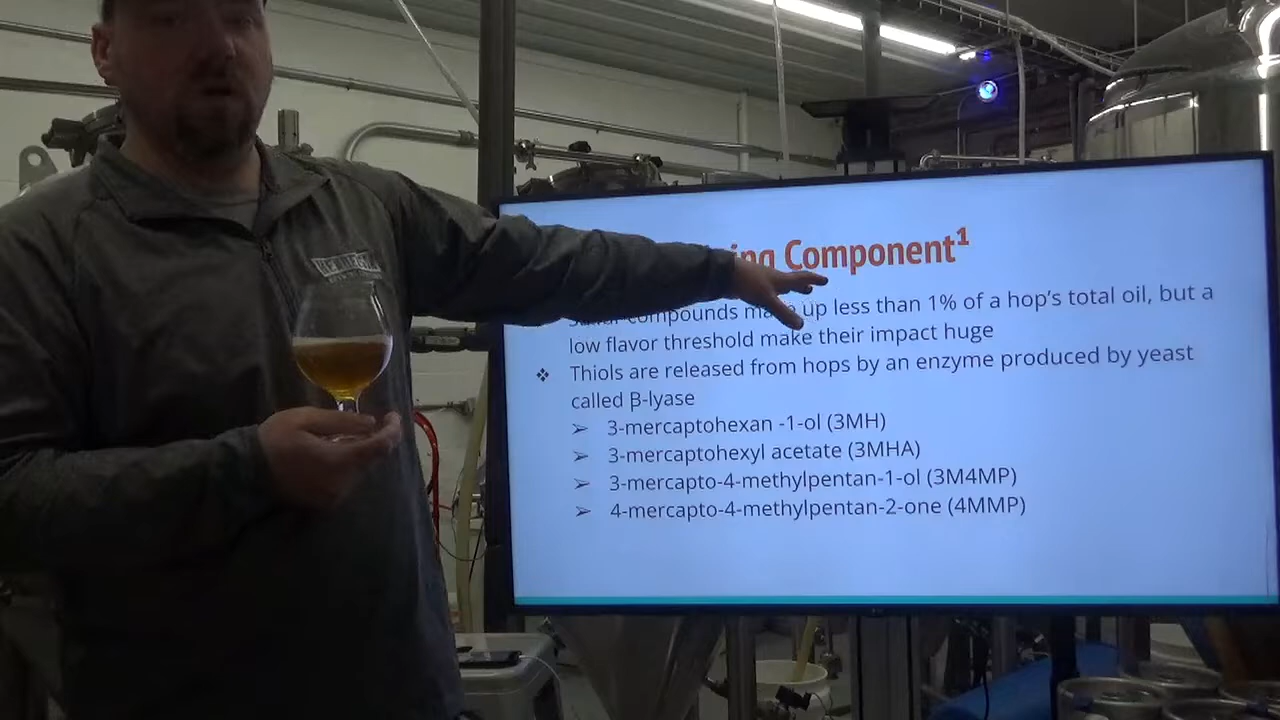 Component¹
compounds make up less than 1% of a hop's total oil, but a
low flavor threshold make their impact huge
❖ Thiols are released from hops by an enzyme produced by yeast
called β-lyase
➢ 3-mercaptohexan -1-ol (3MH)
➢ 3-mercaptohexyl acetate (3MHA)
➢ 3-mercapto-4-methylpentan-1-ol (3M4MP)
➢ 4-mercapto-4-methylpentan-2-one (4MMP)